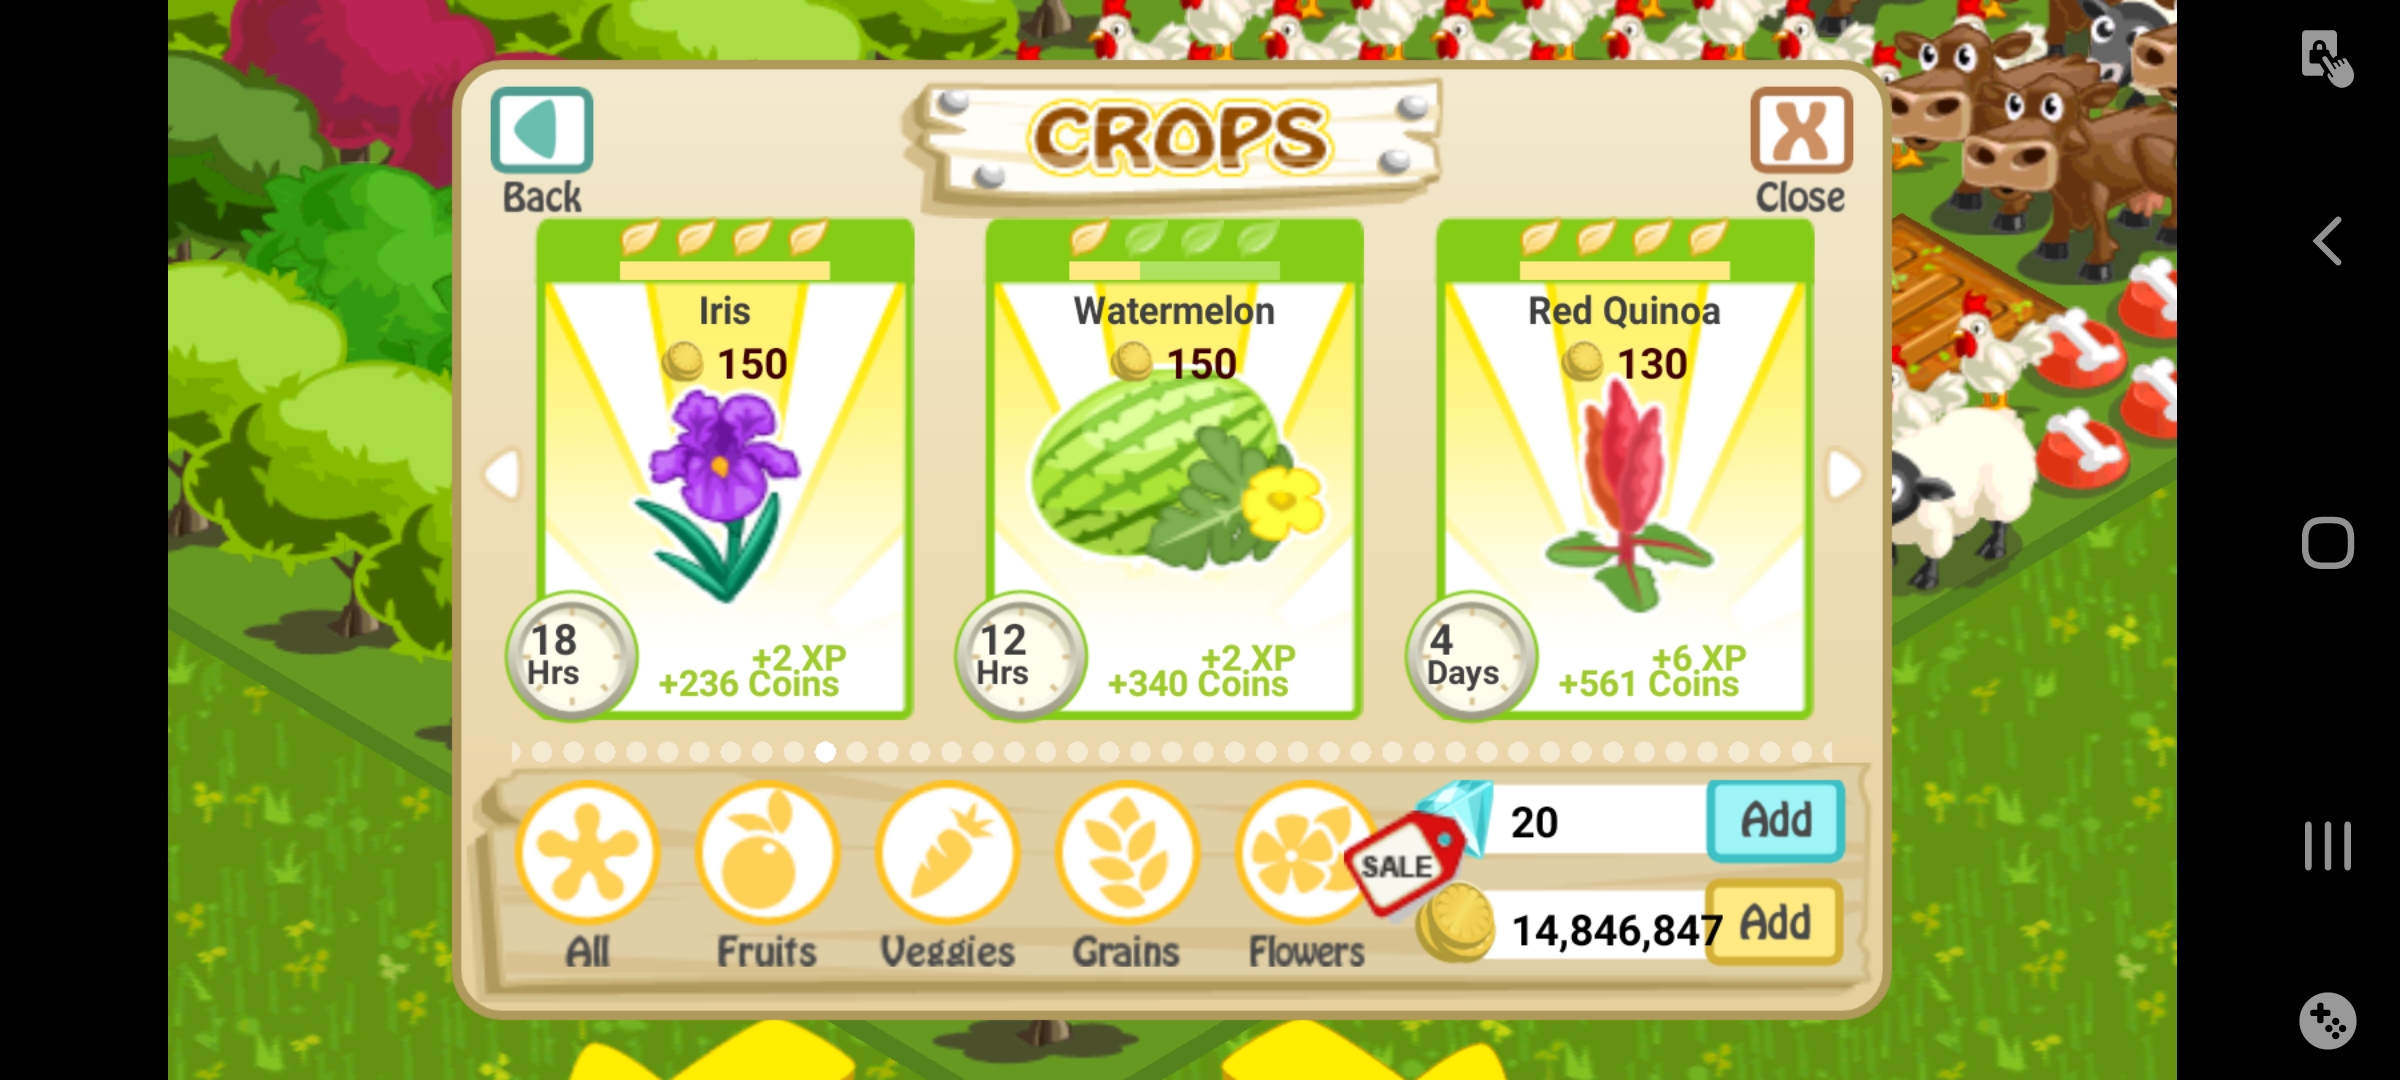 CROPS
Back
Close
Iris
150
18
Hrs
+2 XP
+236 Coins
Watermelon
150
12
Hrs
+2 XP
+340 Coins
Red Quinoa
130
4
Days
+6 XP
+561 Coins
All
Fruits
Veggies
Grains
Flowers
SALE
20
Add
14,846,847
Add